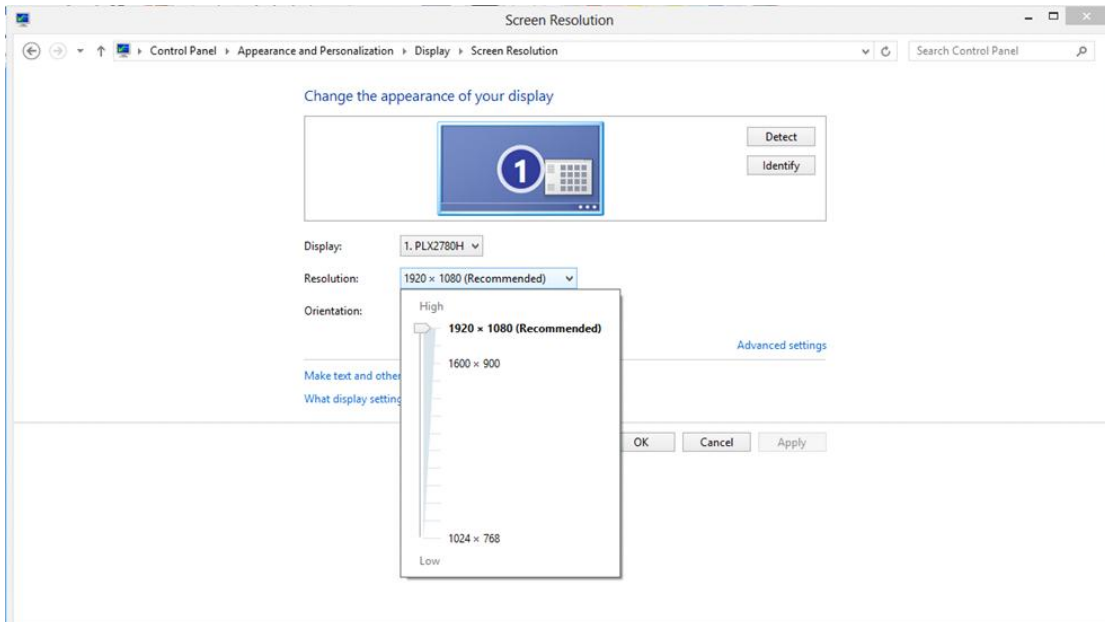 Screen Resolution
Control Panel Appearance and Personalization Display Screen Resolution
Search Control Panel
Change the appearance of your display
1
Detect
Identify
Display: 1. PLX2780H
Resolution: 1920 × 1080 (Recommended)
Orientation:
High
1920 × 1080 (Recommended)
1600 × 900
1024 × 768
Low
Advanced settings
Make text and other
What display setting
OK Cancel Apply